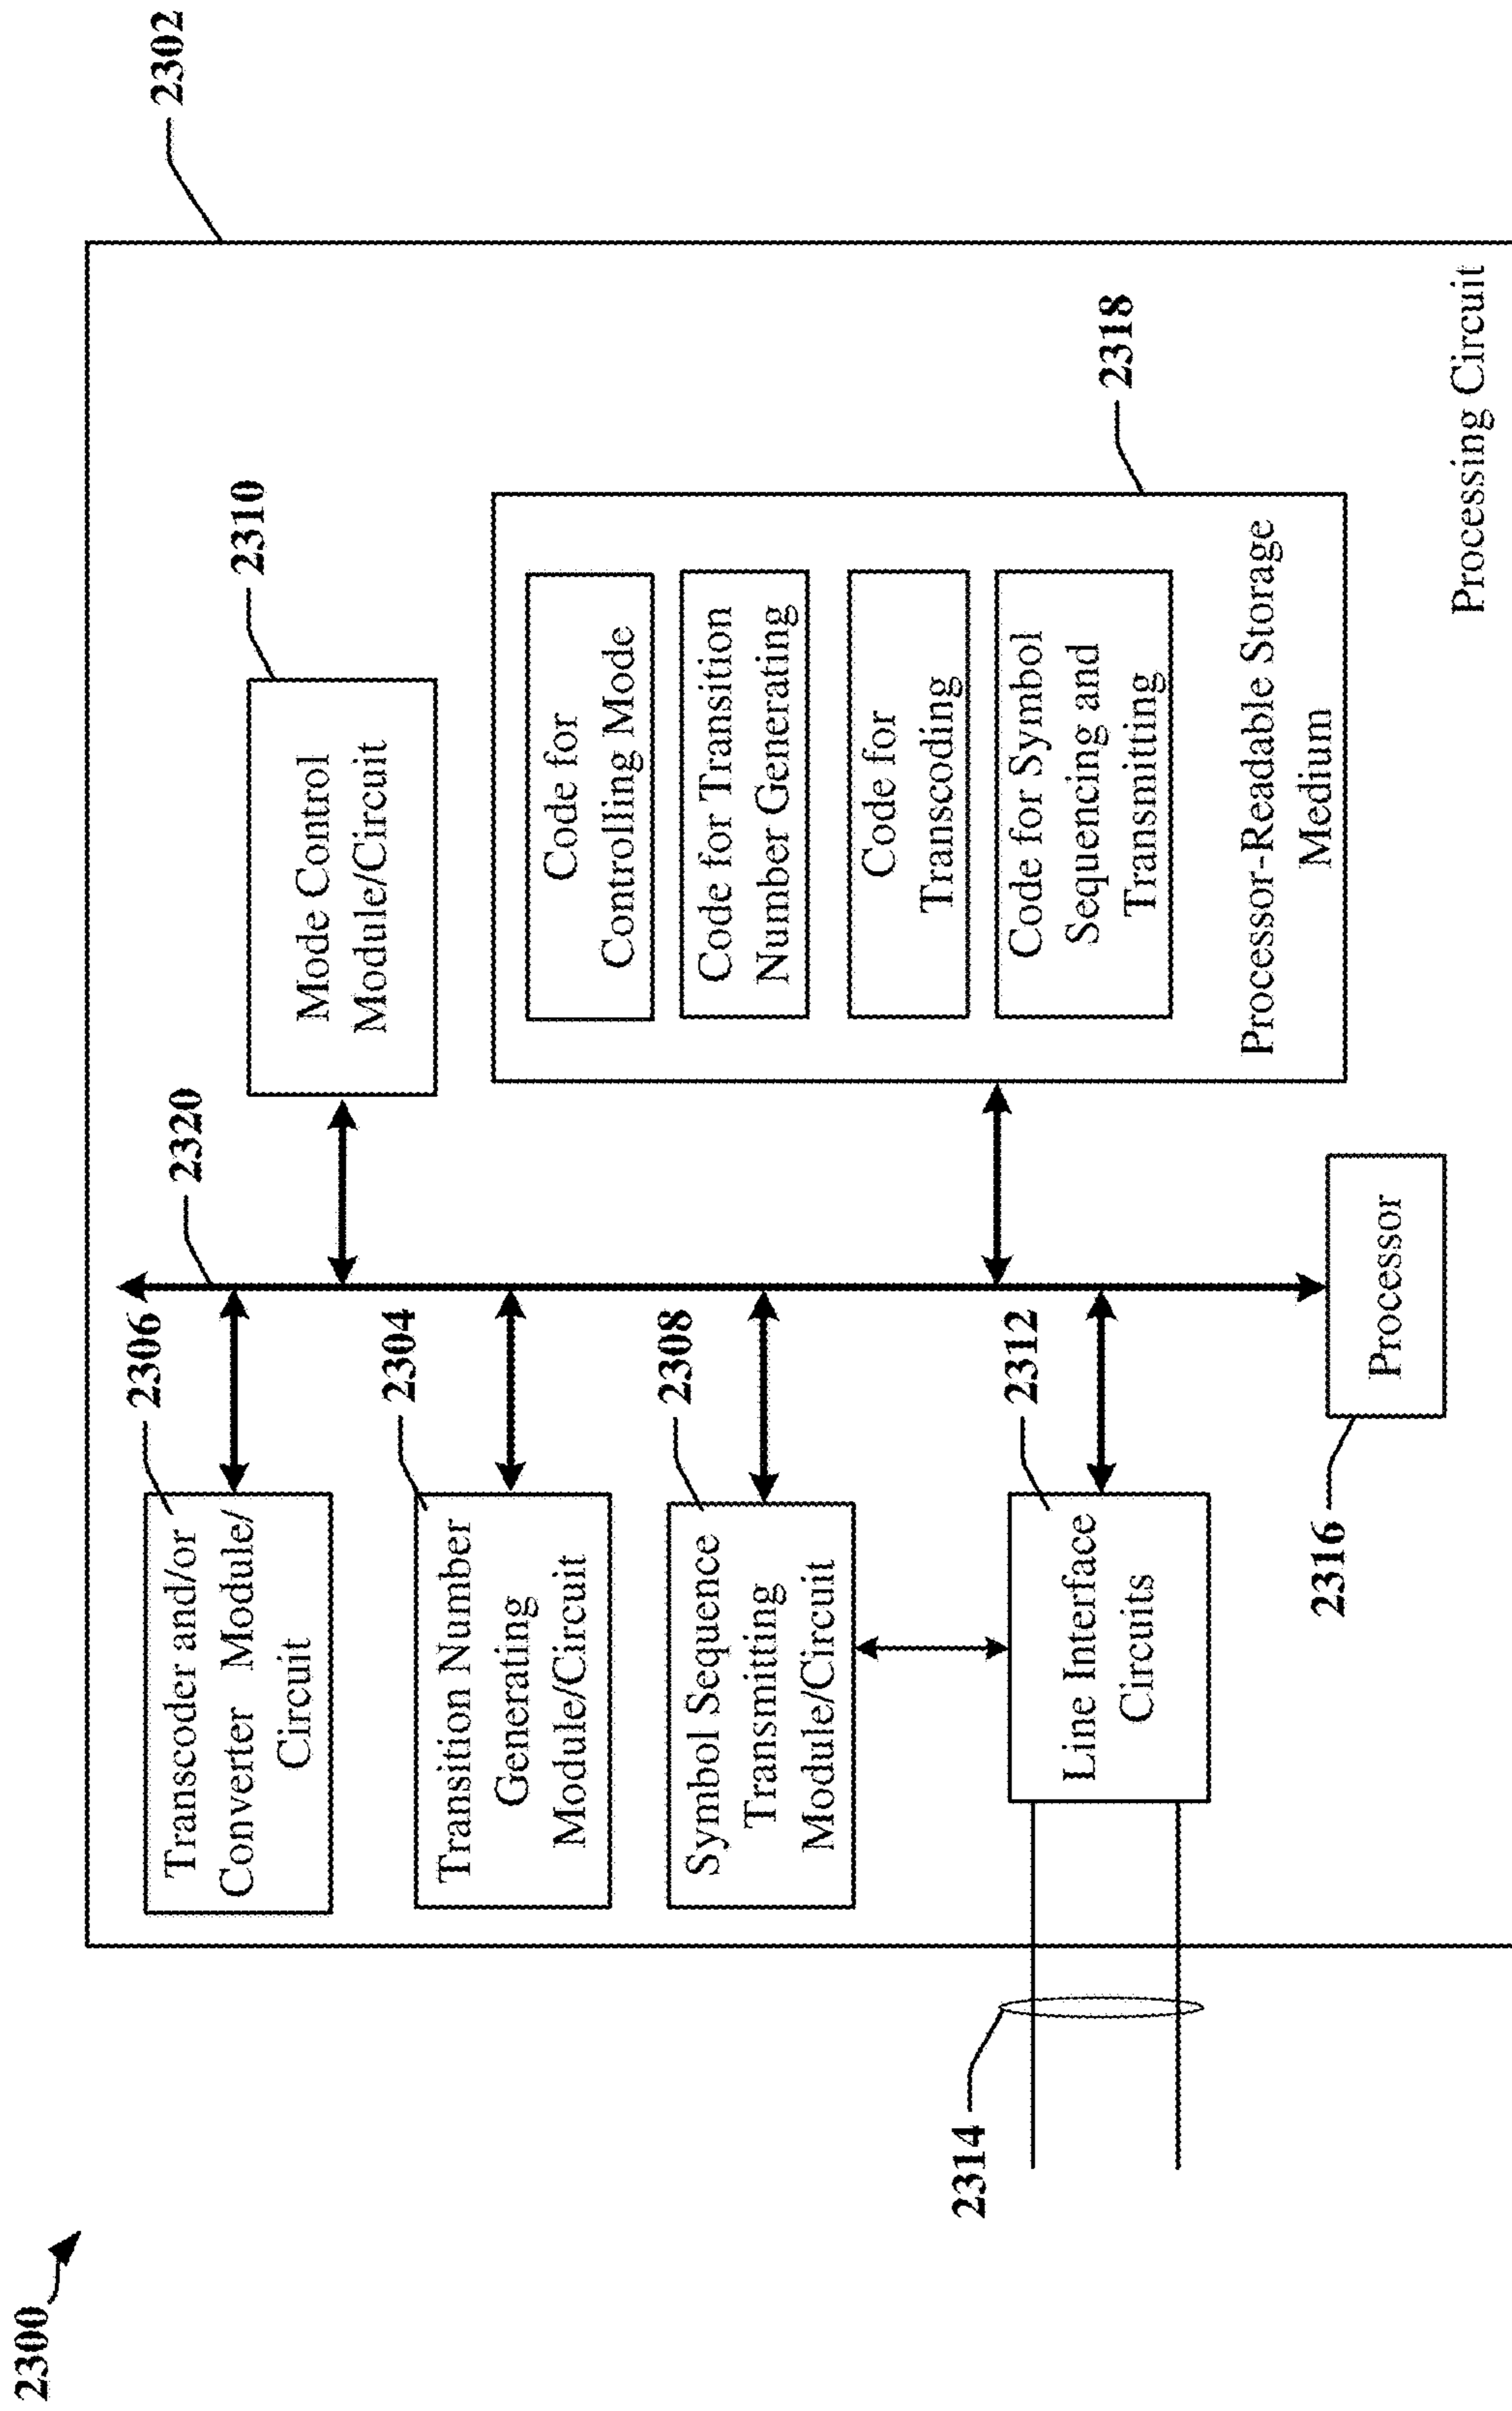 2300
2302
2306
Transcoder and/or
Converter Module/
Circuit
2320
2310
Mode Control
Module/Circuit
2304
Transition Number
Generating
Module/Circuit
2308
Symbol Sequence
Transmitting
Module/Circuit
2318
Code for
Controlling Mode
Code for Transition
Number Generating
Code for
Transcoding
Code for Symbol
Sequencing and
Transmitting
Processor-Readable Storage
Medium
2314
2312
Line Interface
Circuits
2316
Processor
Processing Circuit